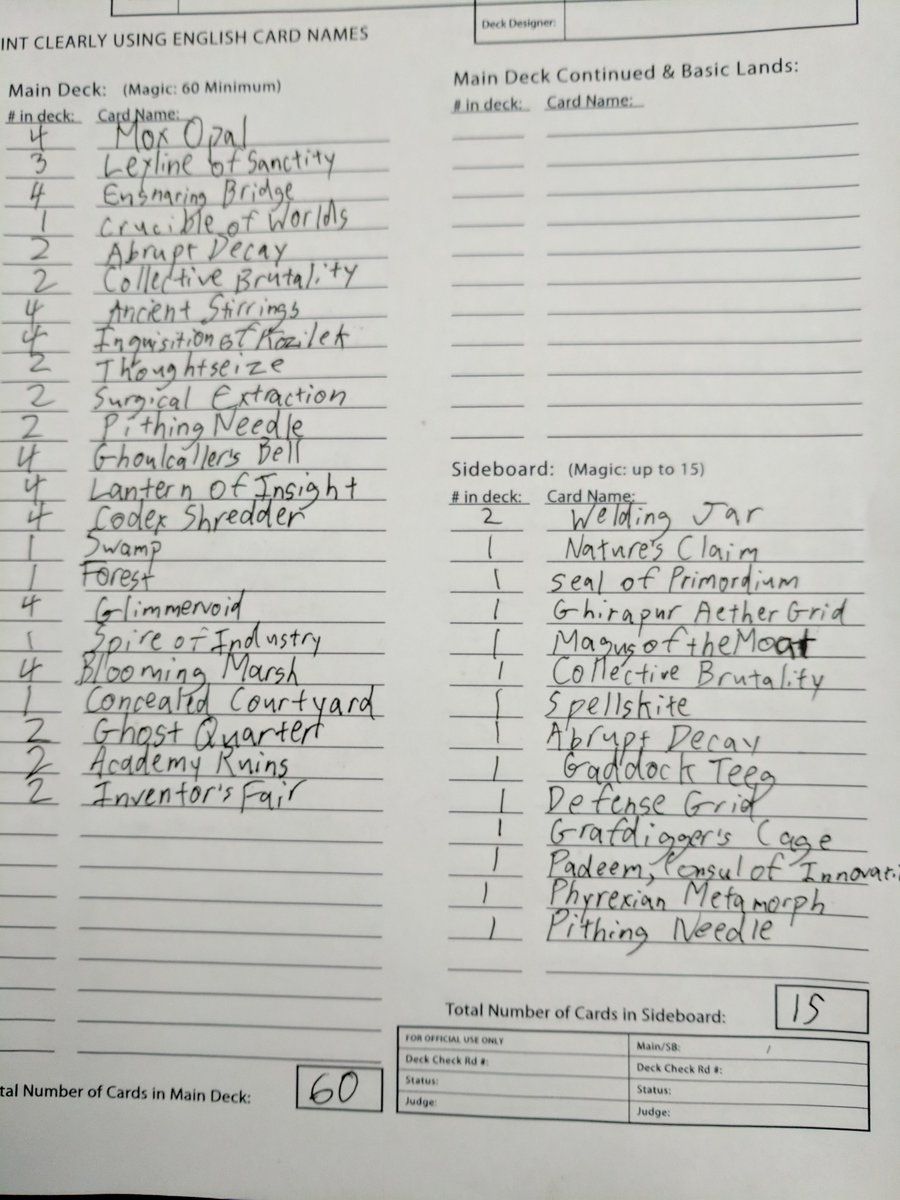 Deck Designer:
INT CLEARLY USING ENGLISH CARD NAMES
Main Deck: (Magic: 60 Minimum)
# in deck: Card Name:
4 Mox Opal
3 Leyline of Sanctity
4 Ensnaring Bridge
1 Crucible of Worlds
2 Abrupt Decay
2 Collective Brutality
4 Ancient Stirrings
4 Inquisition of Kozilek
2 Thoughtseize
2 Surgical Extraction
2 Pithing Needle
4 Ghoulcaller's Bell
4 Lantern of Insight
4 Codex Shredder
1 Swamp
1 Forest
4 Glimmervoid
1 Spire of Industry
4 Blooming Marsh
1 Concealed Courtyard
2 Ghost Quarter
2 Academy Ruins
2 Inventor's Fair
tal Number of Cards in Main Deck: 60
Main Deck Continued & Basic Lands:
# in deck: Card Name:
Sideboard: (Magic: up to 15)
# in deck: Card Name:
2 Welding Jar
1 Nature's Claim
1 Seal of Primordium
1 Ghirapur Aether Grid
1 Magus of the Moat
1 Collective Brutality
1 Spellskite
1 Abrupt Decay
1 Gaddock Teeg
1 Defense Grid
1 Grafdigger's Cage
1 Padeem, Consul of Innovati
1 Phyrexian Metamorph
1 Pithing Needle
Total Number of Cards in Sideboard: 15
FOR OFFICIAL USE ONLY
Deck Check Rd #:
Status:
Judge:
Main/SB: /
Deck Check Rd #:
Status:
Judge: